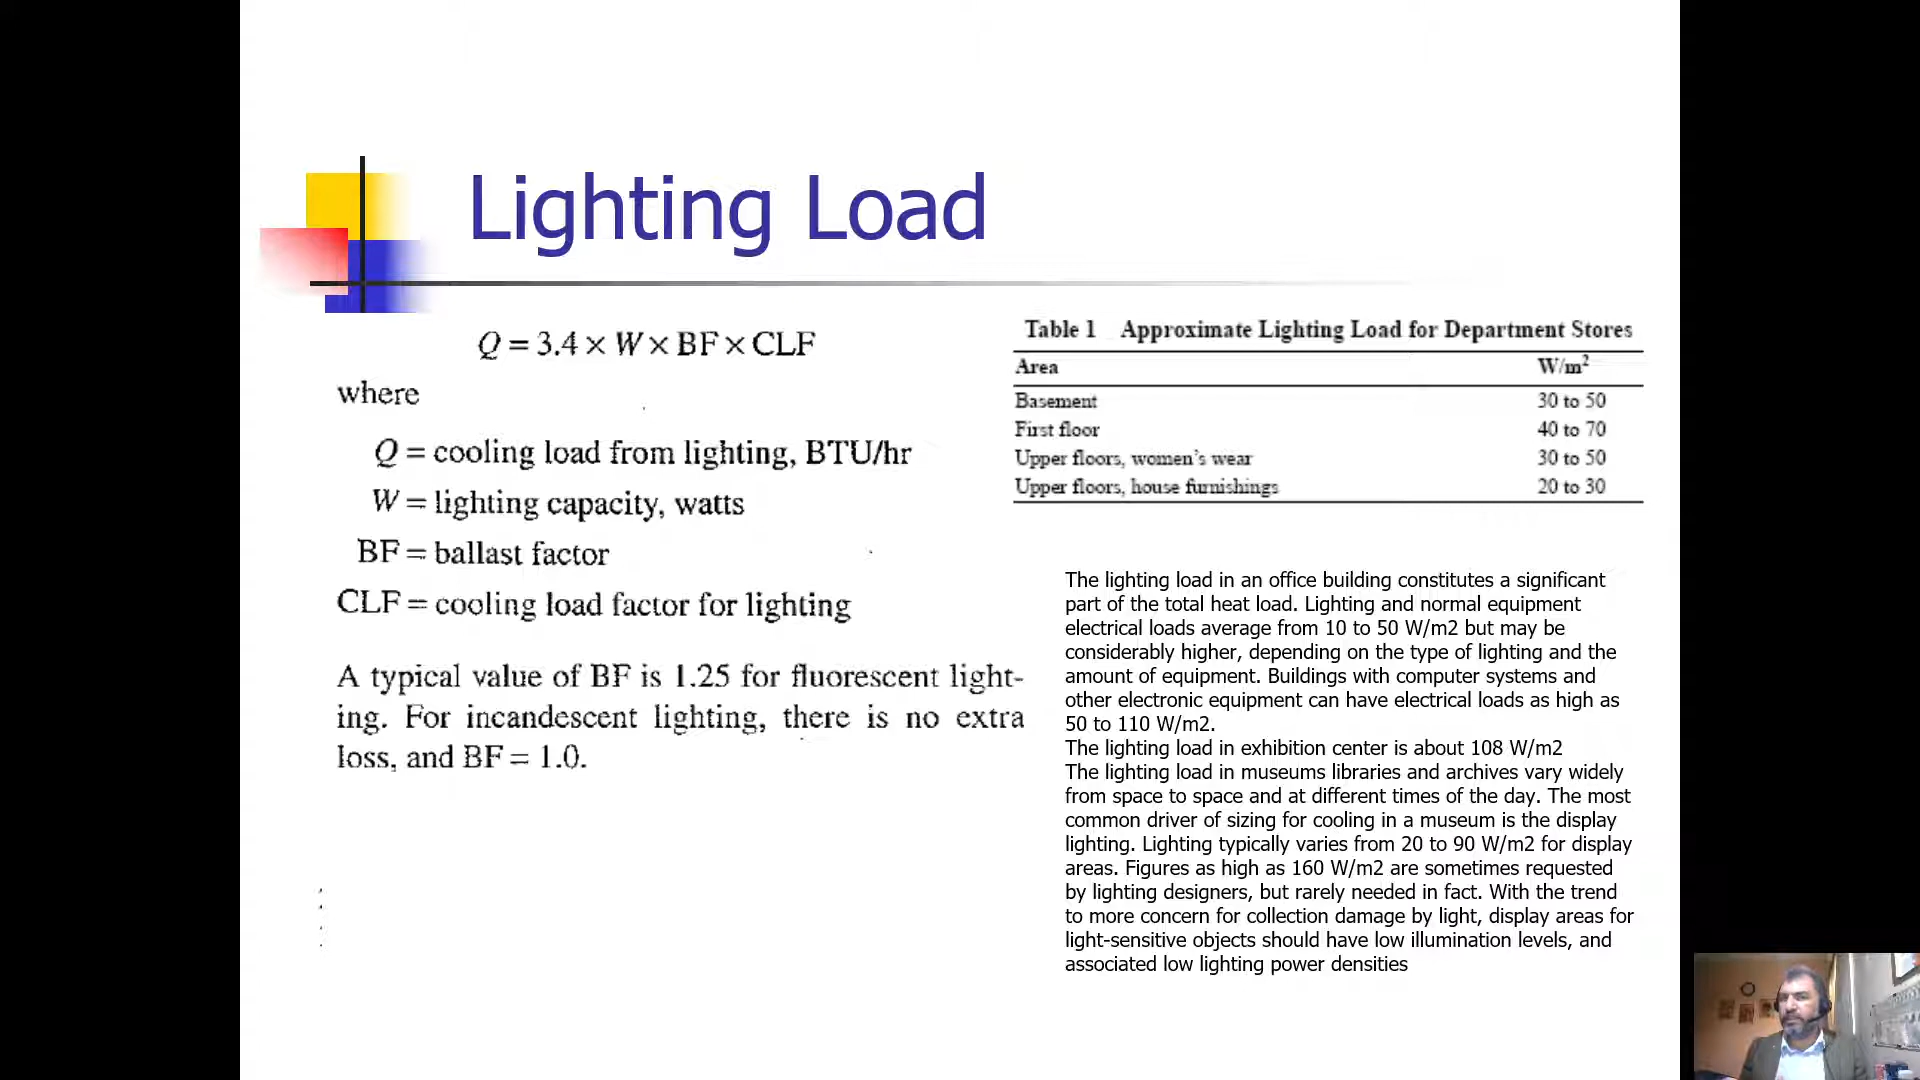 Lighting Load
Q = 3.4 × W × BF × CLF
where
Q = cooling load from lighting, BTU/hr
W = lighting capacity, watts
BF = ballast factor
CLF = cooling load factor for lighting
A typical value of BF is 1.25 for fluorescent light-
ing. For incandescent lighting, there is no extra
loss, and BF = 1.0.
Table 1 Approximate Lighting Load for Department Stores
Area W/m²
Basement 30 to 50
First floor 40 to 70
Upper floors, women's wear 30 to 50
Upper floors, house furnishings 20 to 30
The lighting load in an office building constitutes a significant
part of the total heat load. Lighting and normal equipment
electrical loads average from 10 to 50 W/m2 but may be
considerably higher, depending on the type of lighting and the
amount of equipment. Buildings with computer systems and
other electronic equipment can have electrical loads as high as
50 to 110 W/m2.
The lighting load in exhibition center is about 108 W/m2
The lighting load in museums libraries and archives vary widely
from space to space and at different times of the day. The most
common driver of sizing for cooling in a museum is the display
lighting. Lighting typically varies from 20 to 90 W/m2 for display
areas. Figures as high as 160 W/m2 are sometimes requested
by lighting designers, but rarely needed in fact. With the trend
to more concern for collection damage by light, display areas for
light-sensitive objects should have low illumination levels, and
associated low lighting power densities